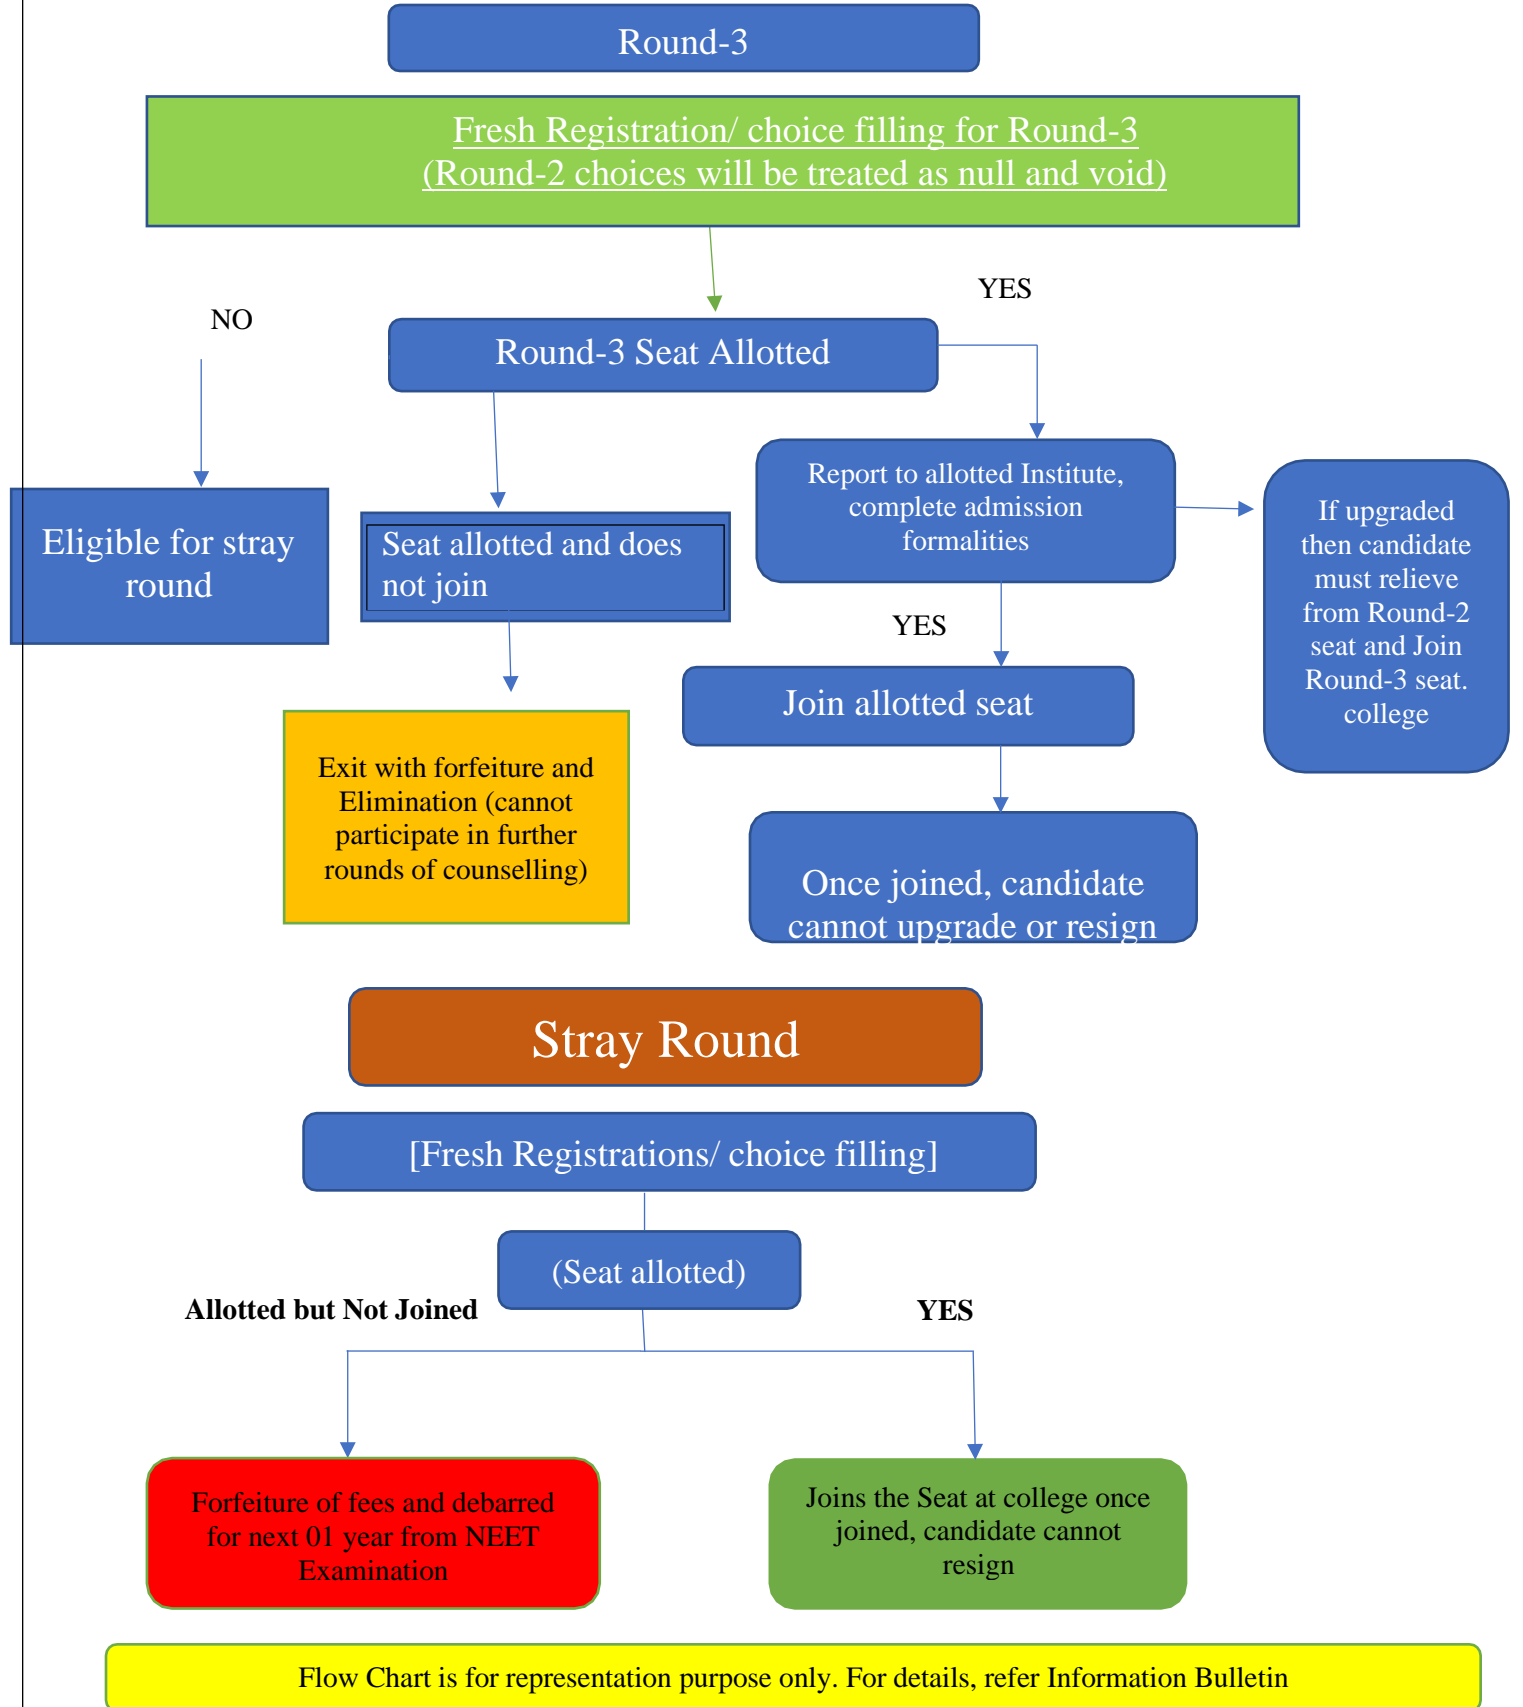 Round-3
Fresh Registration/ choice filling for Round-3
(Round-2 choices will be treated as null and void)
YES
NO
Round-3 Seat Allotted
Report to allotted Institute,
complete admission
formalities
If upgraded
then candidate
must relieve
from Round-2
seat and Join
Round-3 seat.
college
Eligible for stray
round
Seat allotted and does
not join
YES
Join allotted seat
Exit with forfeiture and
Elimination (cannot
participate in further
rounds of counselling)
Once joined, candidate
cannot upgrade or resign
Stray Round
[Fresh Registrations/ choice filling]
(Seat allotted)
Allotted but Not Joined
YES
Forfeiture of fees and debarred
for next 01 year from NEET
Examination
Joins the Seat at college once
joined, candidate cannot
resign
Flow Chart is for representation purpose only. For details, refer Information Bulletin